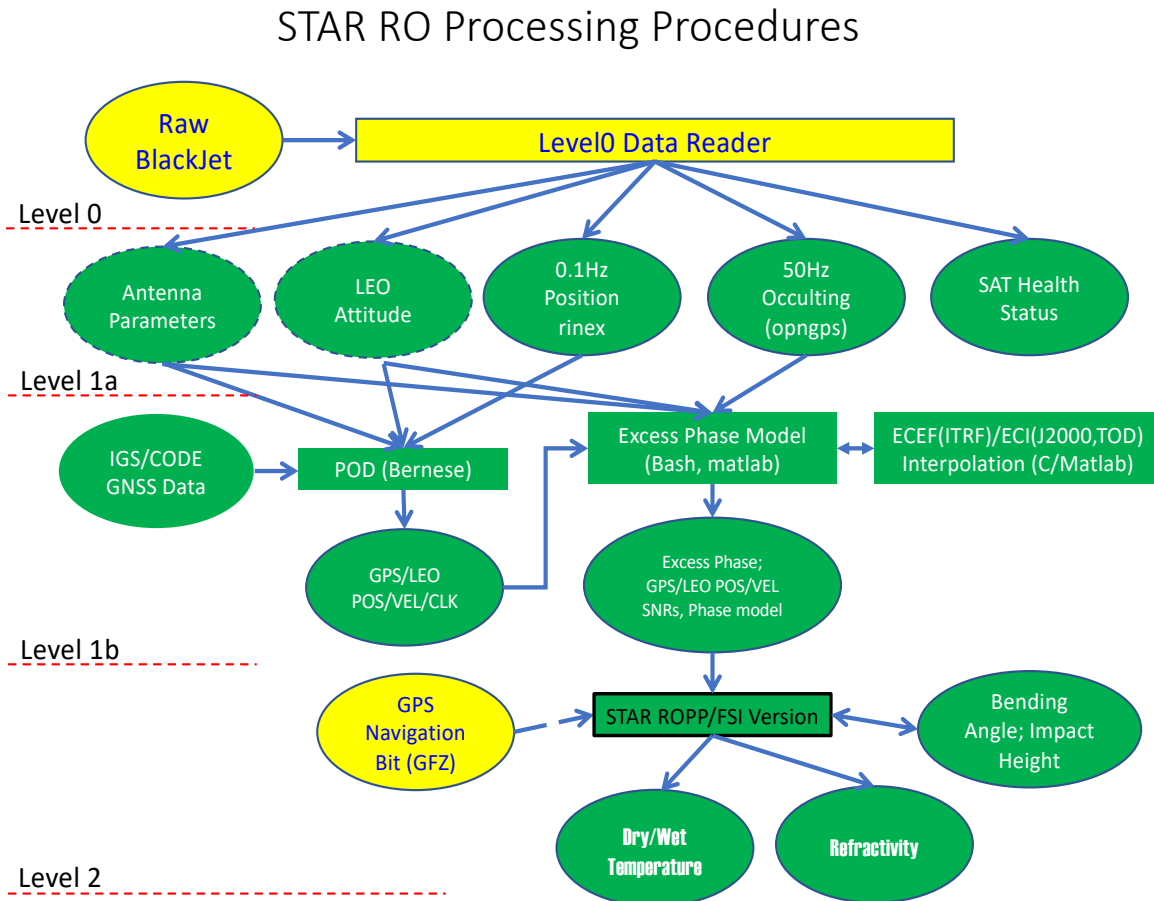 STAR RO Processing Procedures
Raw
BlackJet
Level0 Data Reader
Level 0
Antenna
Parameters
LEO
Attitude
0.1Hz
Position
rinex
50Hz
Occulting
(opngps)
SAT Health
Status
Level 1a
IGS/CODE
GNSS Data
POD (Bernese)
Excess Phase Model
(Bash, matlab)
ECEF(ITRF)/ECI(J2000,TOD)
Interpolation (C/Matlab)
GPS/LEO
POS/VEL/CLK
Excess Phase;
GPS/LEO POS/VEL
SNRs, Phase model
Level 1b
GPS
Navigation
Bit (GFZ)
STAR ROPP/FSI Version
Bending
Angle; Impact
Height
Dry/Wet
Temperature
Refractivity
Level 2